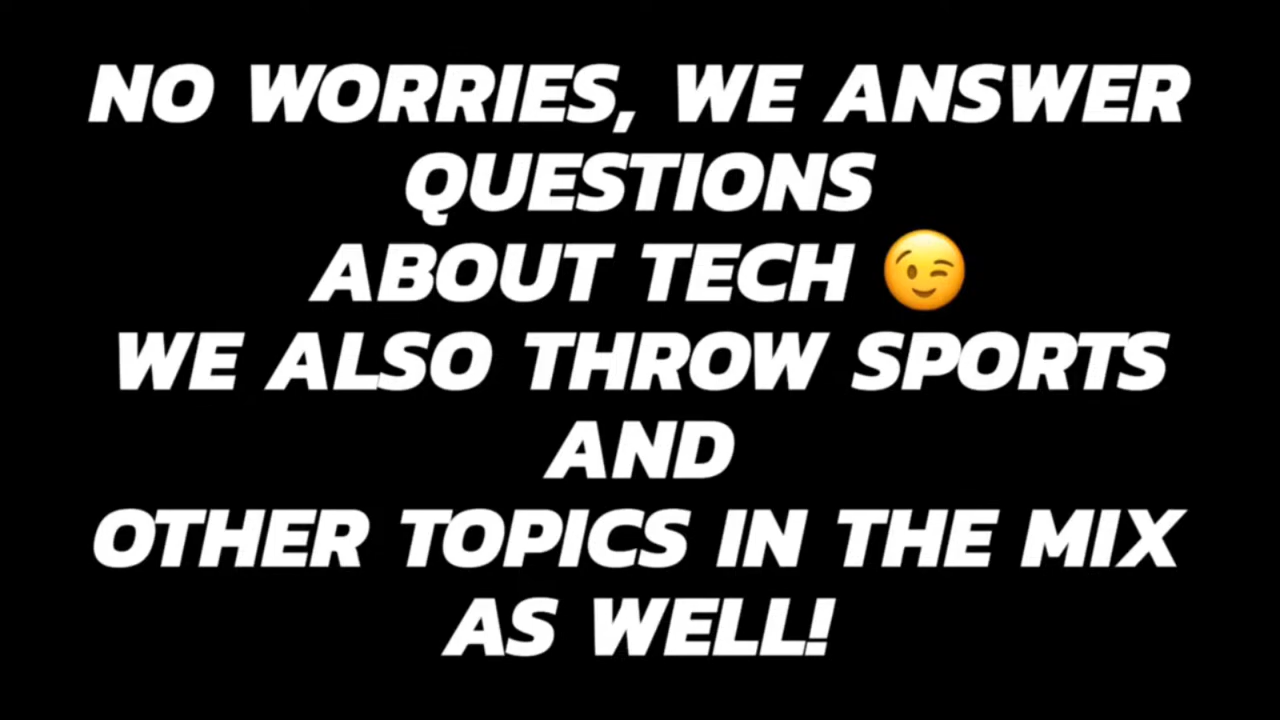 NO WORRIES, WE ANSWER
QUESTIONS
ABOUT TECH 😉
WE ALSO THROW SPORTS
AND
OTHER TOPICS IN THE MIX
AS WELL!